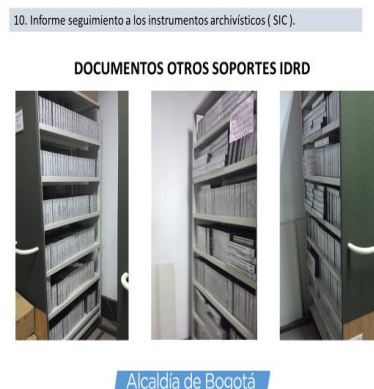 10. Informe seguimiento a los instrumentos archivísticos ( SIC ).
DOCUMENTOS OTROS SOPORTES IDRD
Alcaldía de Bogotá